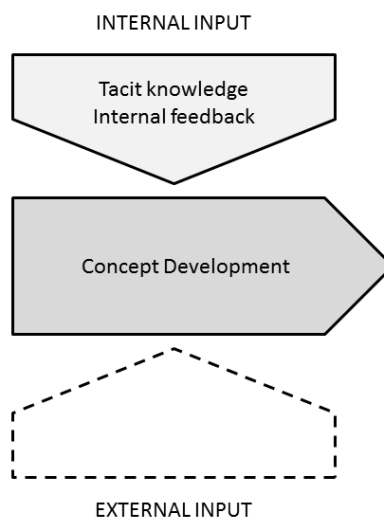 INTERNAL INPUT
Tacit knowledge
Internal feedback
Concept Development
EXTERNAL INPUT